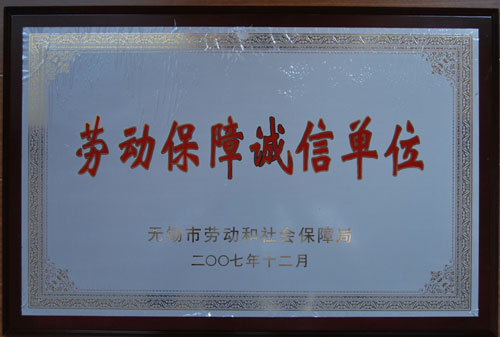 劳动保障诚信单位
无锡市劳动和社会保障局
二〇〇七年十二月